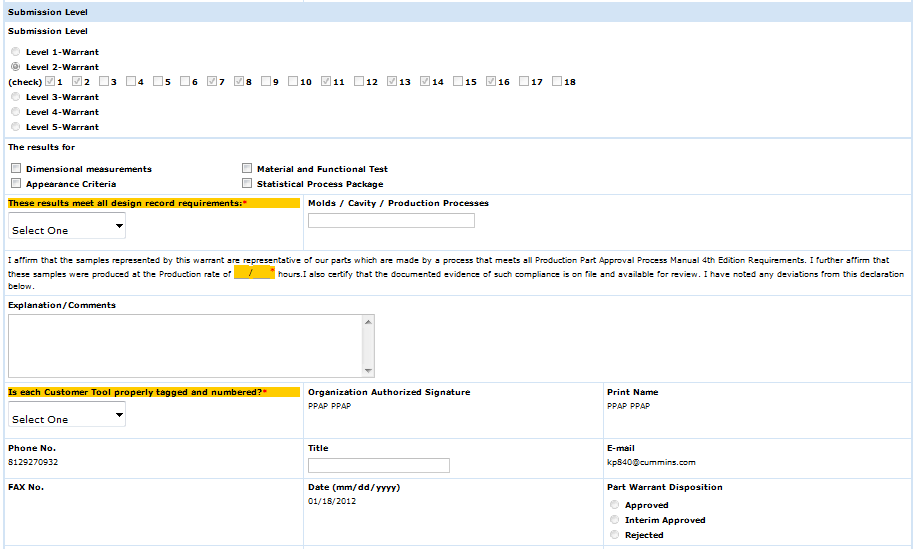 Submission Level
Submission Level
Level 1-Warrant
Level 2-Warrant
(check) 1 2 3 4 5 6 7 8 9 10 11 12 13 14 15 16 17 18
Level 3-Warrant
Level 4-Warrant
Level 5-Warrant
The results for
Dimensional measurements Material and Functional Test
Appearance Criteria Statistical Process Package
These results meet all design record requirements:* Molds / Cavity / Production Processes
Select One
I affirm that the samples represented by this warrant are representative of our parts which are made by a process that meets all Production Part Approval Process Manual 4th Edition Requirements. I further affirm that
these samples were produced at the Production rate of / * hours.I also certify that the documented evidence of such compliance is on file and available for review. I have noted any deviations from this declaration
below.
Explanation/Comments
Is each Customer Tool properly tagged and numbered?* Organization Authorized Signature Print Name
PPAP PPAP PPAP PPAP
Select One
Phone No. Title E-mail
8129270932 kp840@cummins.com
FAX No. Date (mm/dd/yyyy) Part Warrant Disposition
01/18/2012
Approved
Interim Approved
Rejected